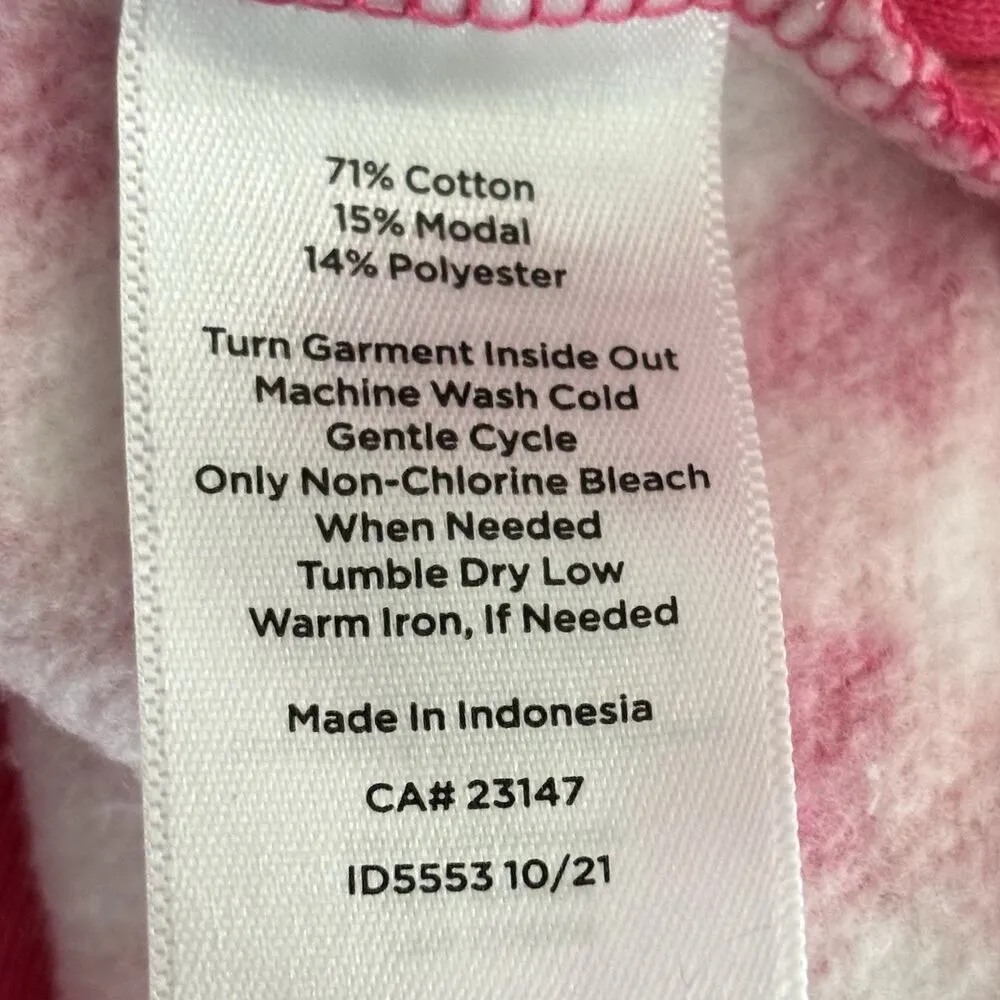 71% Cotton
15% Modal
14% Polyester
Turn Garment Inside Out
Machine Wash Cold
Gentle Cycle
Only Non-Chlorine Bleach
When Needed
Tumble Dry Low
Warm Iron, If Needed
Made In Indonesia
CA# 23147
ID5553 10/21